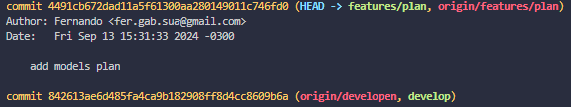 commit 4491cb672dad11a5f61300aa280149011c746fd0 (HEAD -> features/plan, origin/features/plan)
Author: Fernando <fer.gab.sua@gmail.com>
Date:   Fri Sep 13 15:31:33 2024 -0300
    add models plan
commit 842613ae6d485fa4ca9b182908ff8d4cc8609b6a (origin/developen, develop)